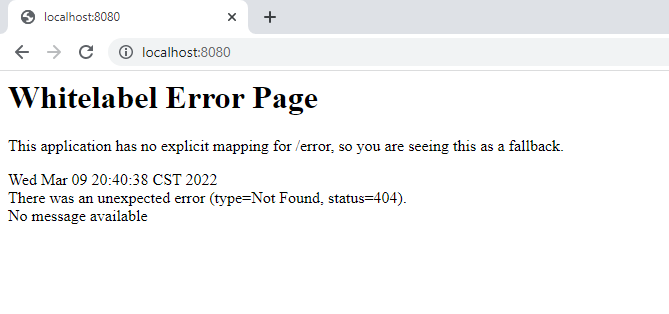 localhost:8080
localhost:8080
Whitelabel Error Page
This application has no explicit mapping for /error, so you are seeing this as a fallback.
Wed Mar 09 20:40:38 CST 2022
There was an unexpected error (type=Not Found, status=404).
No message available